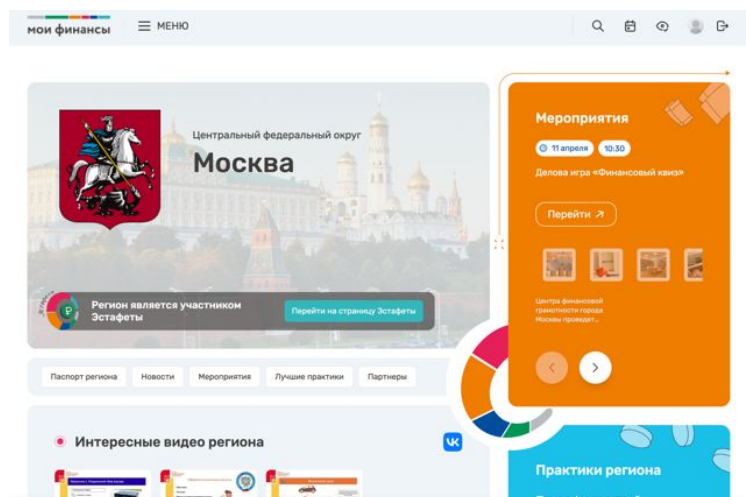 мои финансы
МЕНЮ
Центральный федеральный округ
Москва
Регион является участником
Эстафеты
Перейти на страницу Эстафеты
Мероприятия
11 апреля 10:30
Делова игра «Финансовый квиз»
Перейти
Центра финансовой
грамотности города
Москвы проведет...
Паспорт региона Новости Мероприятия Лучшие практики Партнеры
Интересные видео региона
Практики региона